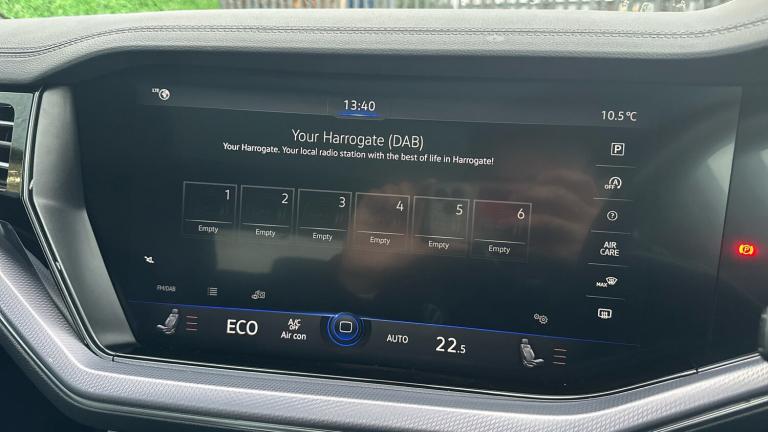 LTE
13:40
10.5°C
Your Harrogate (DAB)
Your Harrogate. Your local radio station with the best of life in Harrogate!
1 2 3 4 5 6
Empty Empty Empty Empty Empty Empty
P
A
OFF
?
AIR
CARE
MAX
FM/DAB
ECO
A/C
OFF
Air con
AUTO
22.5
P